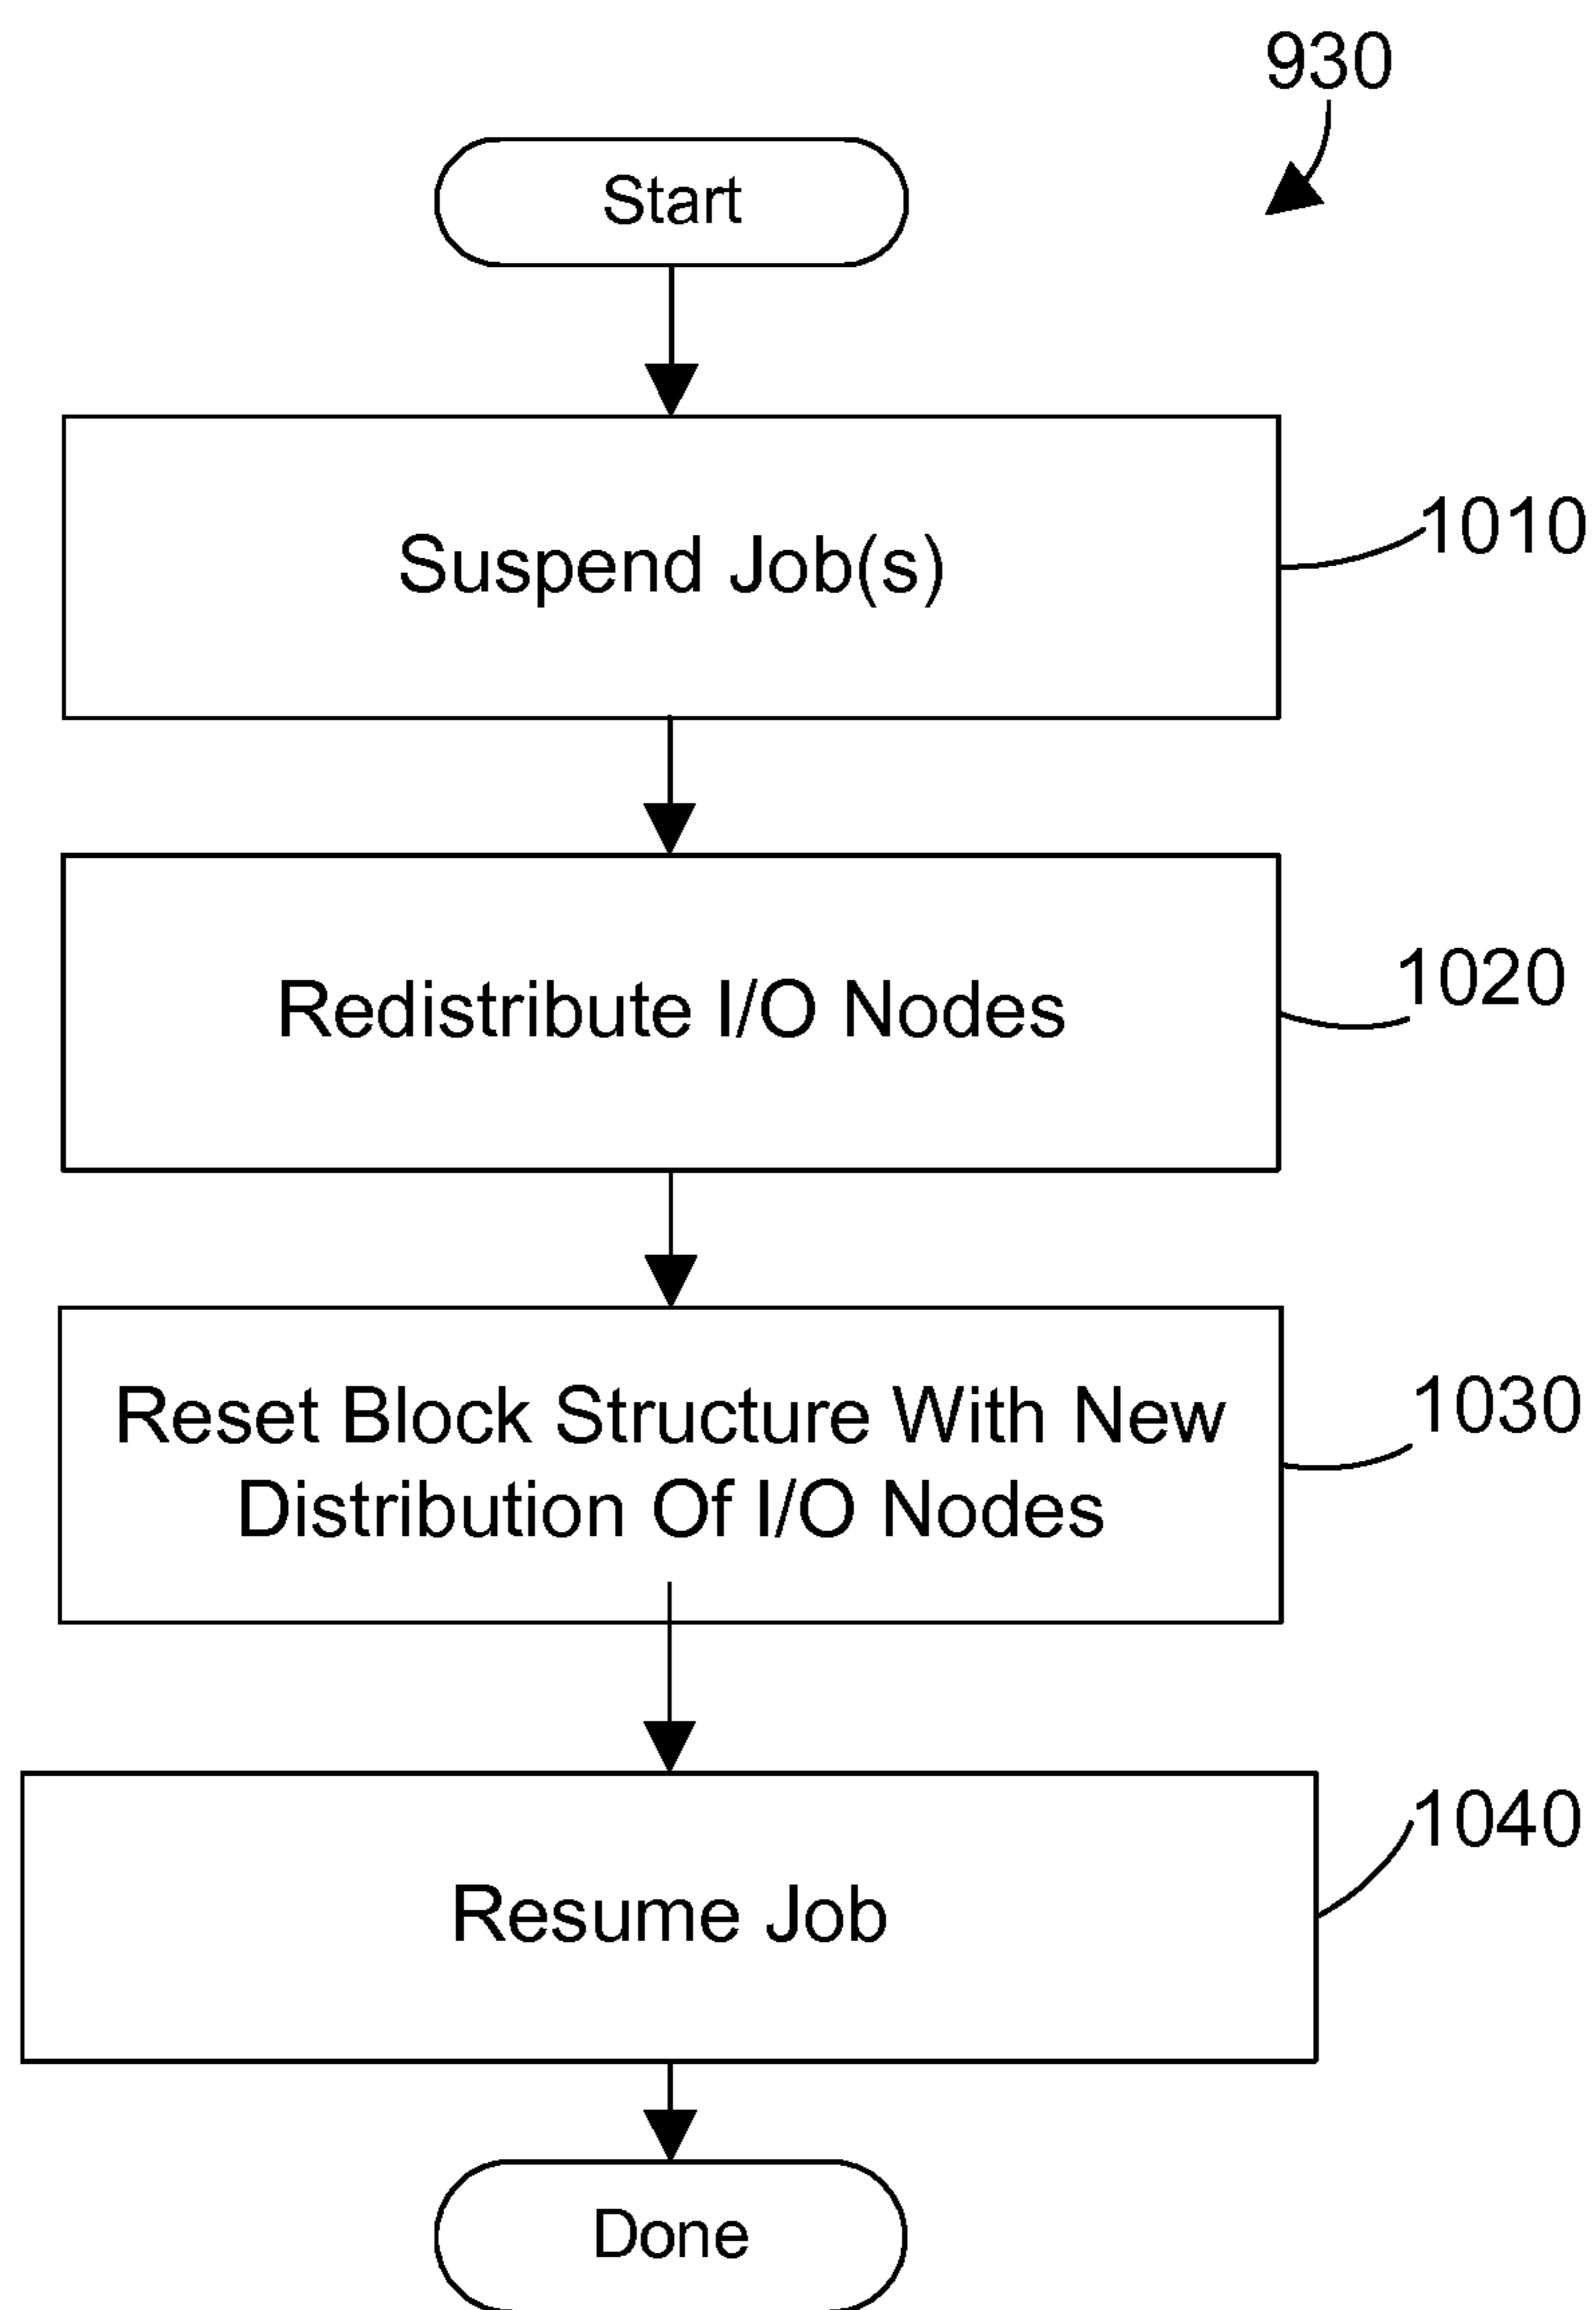 930
Start
Suspend Job(s)
1010
Redistribute I/O Nodes
1020
Reset Block Structure With New
Distribution Of I/O Nodes
1030
Resume Job
1040
Done